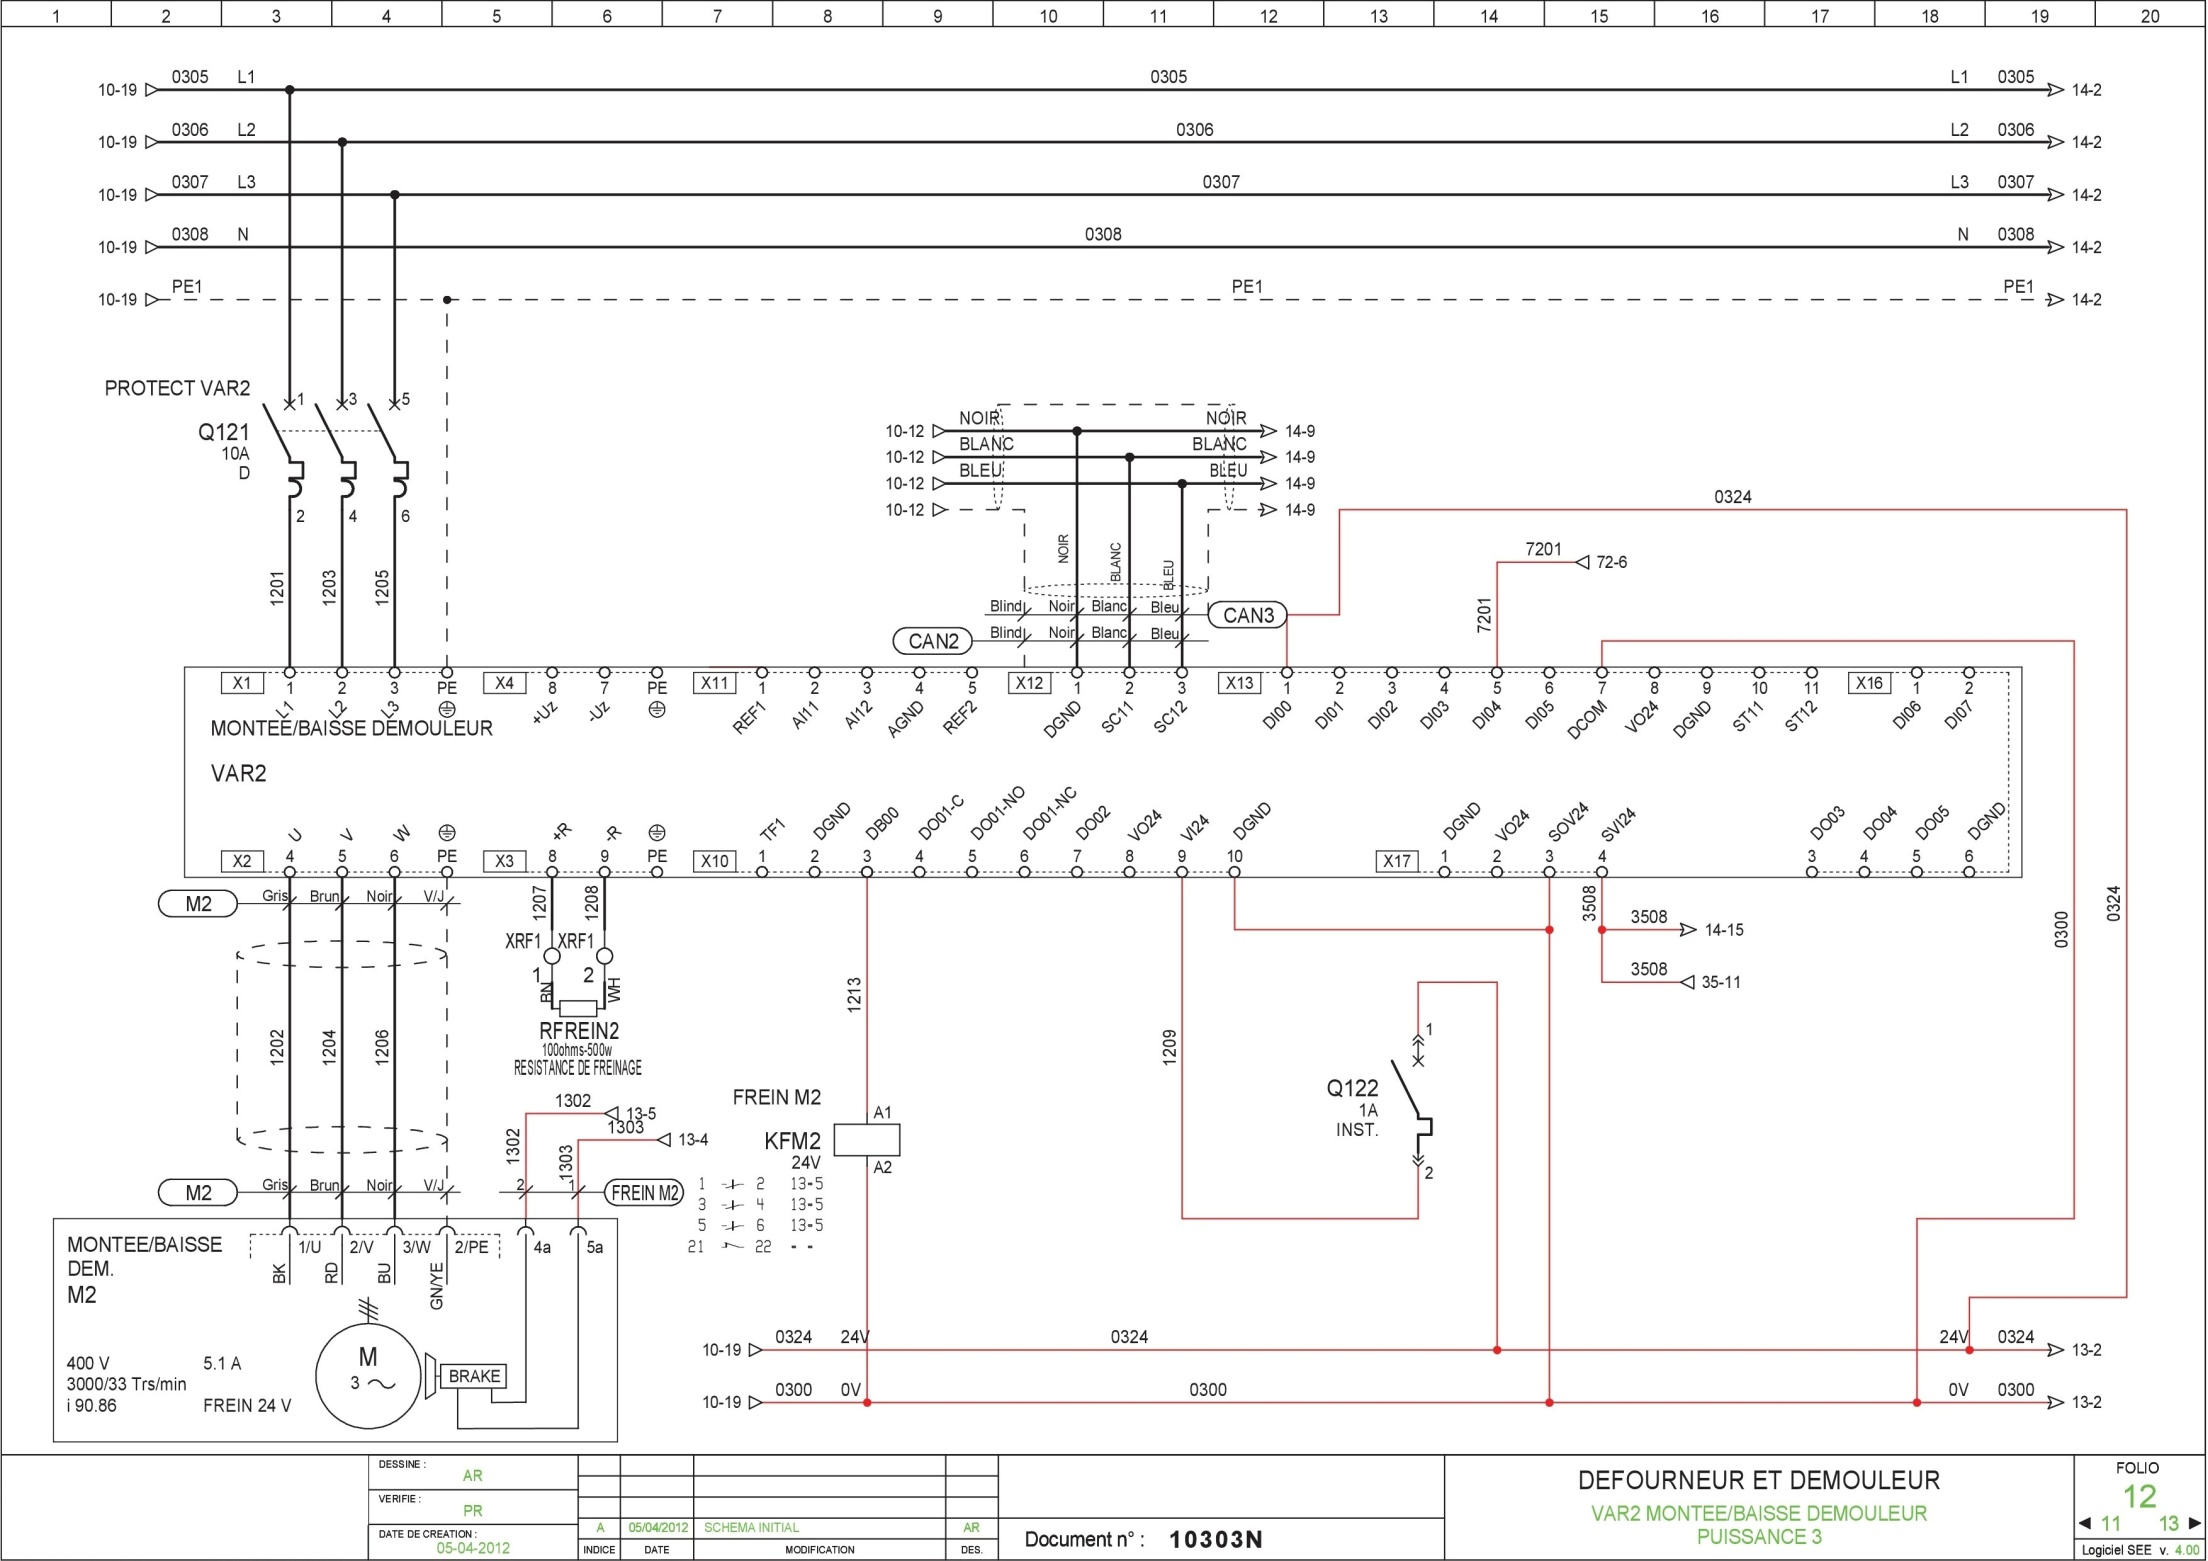 1 2 3 4 5 6 7 8 9 10 11 12 13 14 15 16 17 18 19 20
10-19 0305 L1 0305 L1 0305 14-2
10-19 0306 L2 0306 L2 0306 14-2
10-19 0307 L3 0307 L3 0307 14-2
10-19 0308 N 0308 N 0308 14-2
10-19 PE1 PE1 PE1 14-2
PROTECT VAR2
1 3 5
Q121
10A
D
2 4 6
1201 1203 1205
10-12 NOIR NOIR 14-9
10-12 BLANC BLANC 14-9
10-12 BLEU BLEU 14-9
10-12 14-9
NOIR BLANC BLEU
0324
7201 72-6
7201
Blind Noir Blanc Bleu CAN3
CAN2 Blind Noir Blanc Bleu
X1 1 2 3 PE X4 8 7 PE X11 1 2 3 4 5 X12 1 2 3 X13 1 2 3 4 5 6 7 8 9 10 11 X16 1 2
L1 L2 L3 +Uz -Uz REF1 AI11 AI12 AGND REF2 DGND SC11 SC12 DI00 DI01 DI02 DI03 DI04 DI05 DCOM VO24 DGND ST11 ST12 DI06 DI07
MONTEE/BAISSE DEMOULEUR
VAR2
U V W +R -R TF1 DGND DB00 DO01-C DO01-NO DO01-NC DO02 VO24 VI24 DGND DGND VO24 SOV24 SVI24 DO03 DO04 DO05 DGND
X2 4 5 6 PE X3 8 9 PE X10 1 2 3 4 5 6 7 8 9 10 X17 1 2 3 4 3 4 5 6
M2 Gris Brun Noir V/J
1207 1208
3508
3508 14-15
3508 35-11
0300 0324
XRF1 XRF1
1 2
BN WH
RFREIN2
100ohms-500w
RESISTANCE DE FREINAGE
1202 1204 1206
1213 1209
1
Q122
1A
INST.
2
1302 13-5
1303 13-4
1302 1303
FREIN M2
A1
KFM2
24V
A2
1 2 13-5
3 4 13-5
5 6 13-5
21 22 - -
M2 Gris Brun Noir V/J
2 1 FREIN M2
MONTEE/BAISSE
DEM.
M2
1/U 2/V 3/W 2/PE 4a 5a
BK RD BU GN/YE
M
3
BRAKE
400 V 5.1 A
3000/33 Trs/min
i 90.86 FREIN 24 V
10-19 0324 24V 0324 24V 0324 13-2
10-19 0300 0V 0300 0V 0300 13-2
DESSINE :
AR
VERIFIE :
PR
DATE DE CREATION :
05-04-2012
A 05/04/2012 SCHEMA INITIAL AR
INDICE DATE MODIFICATION DES.
Document n° : 10303N
DEFOURNEUR ET DEMOULEUR
VAR2 MONTEE/BAISSE DEMOULEUR
PUISSANCE 3
FOLIO
12
11 13
Logiciel SEE v. 4.00